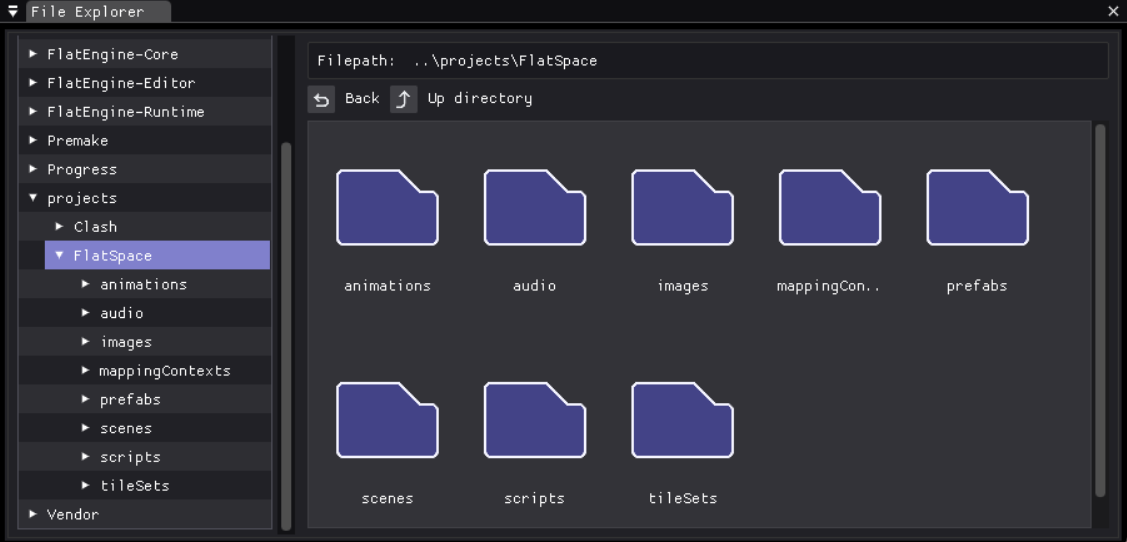 File Explorer
FlatEngine-Core
FlatEngine-Editor
FlatEngine-Runtime
Premake
Progress
projects
Clash
FlatSpace
animations
audio
images
mappingContexts
prefabs
scenes
scripts
tileSets
Vendor
Filepath: ..\projects\FlatSpace
Back Up directory
animations audio images mappingCon.. prefabs
scenes scripts tileSets